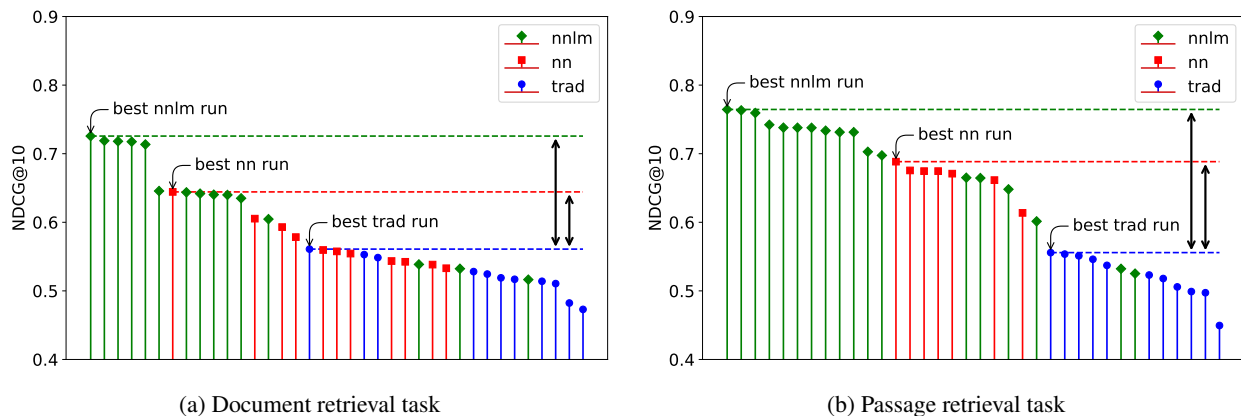 0.9
0.8
0.7
0.6
0.5
0.4
NDCG@10
nnlm
nn
trad
best nnlm run
best nn run
best trad run
(a) Document retrieval task
0.9
0.8
0.7
0.6
0.5
0.4
NDCG@10
nnlm
nn
trad
best nnlm run
best nn run
best trad run
(b) Passage retrieval task